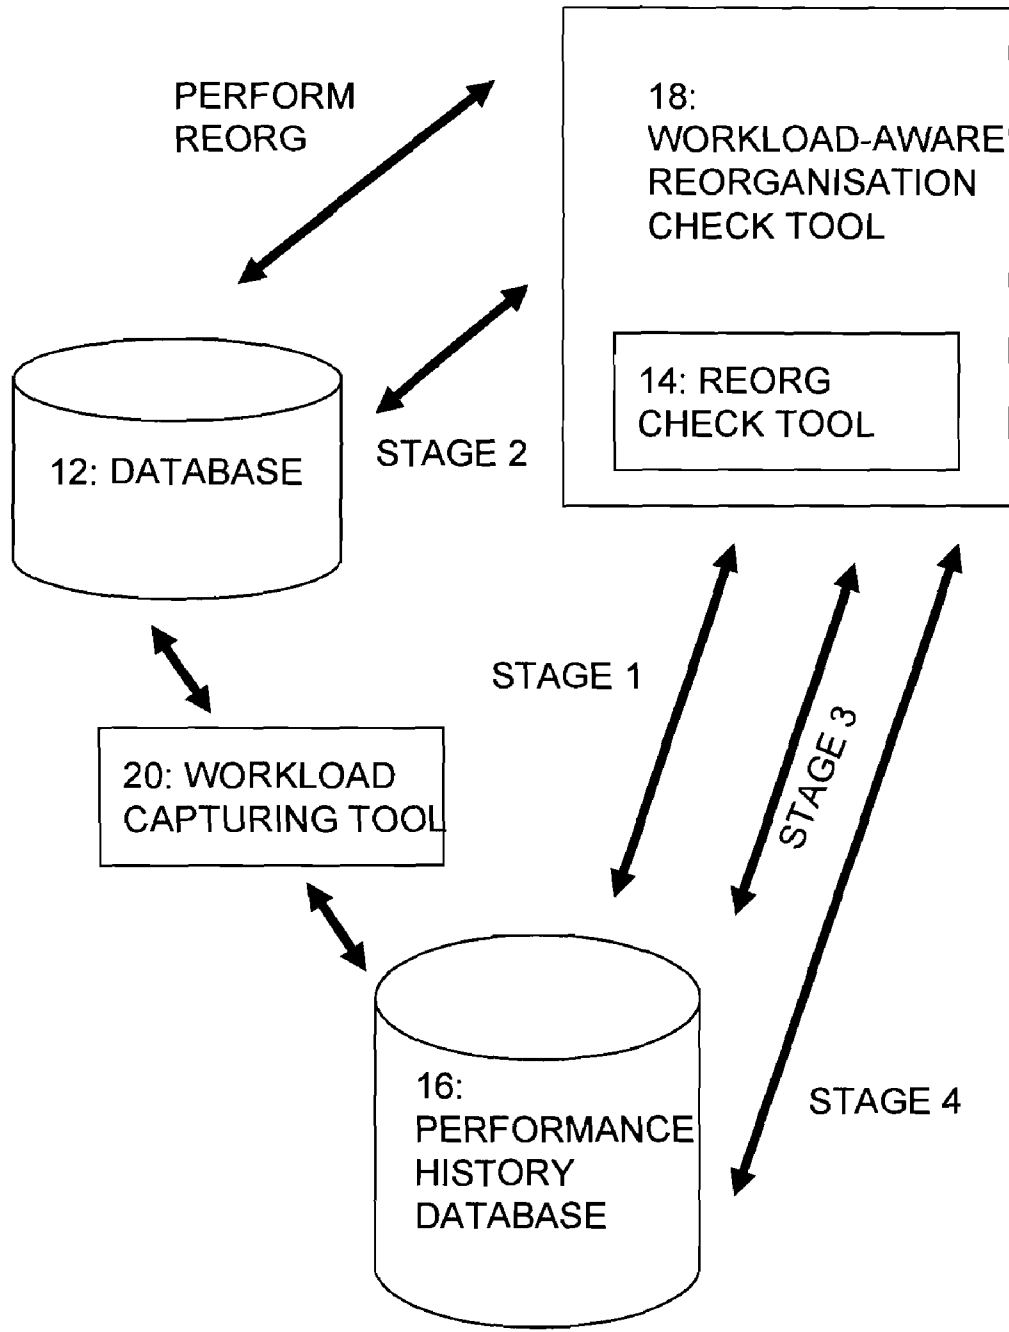 PERFORM
REORG
18:
WORKLOAD-AWARE
REORGANISATION
CHECK TOOL
14: REORG
CHECK TOOL
STAGE 2
12: DATABASE
STAGE 1
STAGE 3
20: WORKLOAD
CAPTURING TOOL
STAGE 4
16:
PERFORMANCE
HISTORY
DATABASE